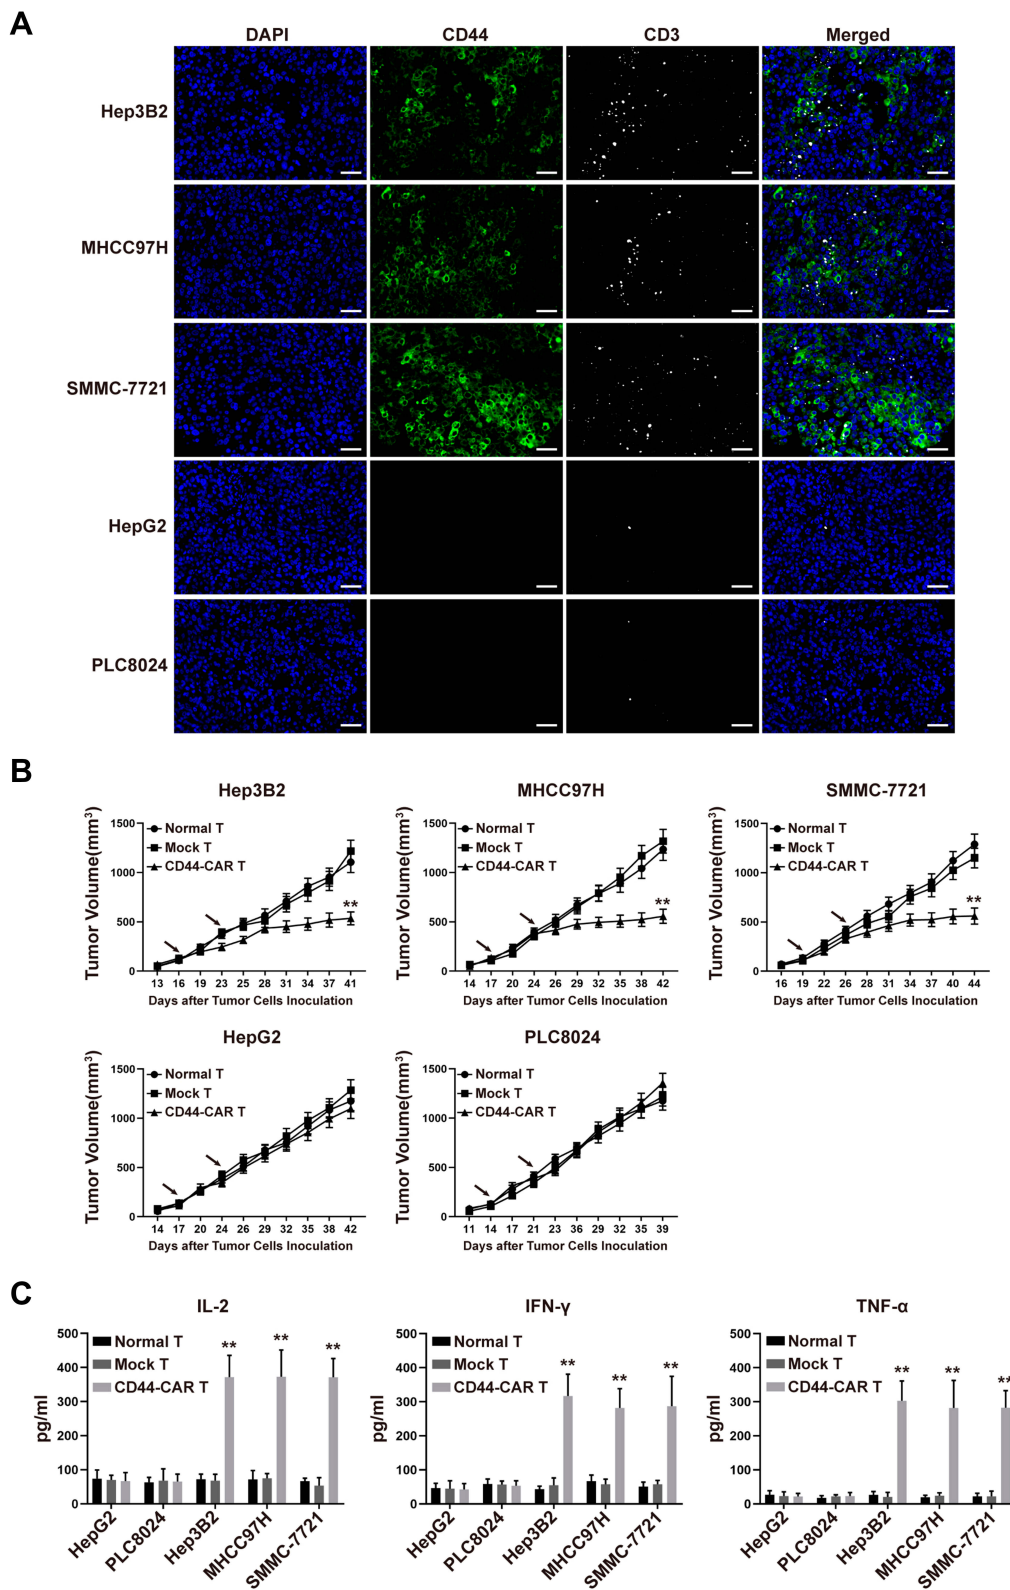 A
DAPI CD44 CD3 Merged
Hep3B2
MHCC97H
SMMC-7721
HepG2
PLC8024
B
Hep3B2
Tumor Volume(mm³)
1500
1000
500
0
Normal T
Mock T
CD44-CAR T
**
13 16 19 23 25 28 31 34 37 41
Days after Tumor Cells Inoculation
MHCC97H
Tumor Volume(mm³)
1500
1000
500
0
Normal T
Mock T
CD44-CAR T
**
14 17 20 24 26 29 32 35 38 42
Days after Tumor Cells Inoculation
SMMC-7721
Tumor Volume(mm³)
1500
1000
500
0
Normal T
Mock T
CD44-CAR T
**
16 19 22 26 28 31 34 37 40 44
Days after Tumor Cells Inoculation
HepG2
Tumor Volume(mm³)
1500
1000
500
0
Normal T
Mock T
CD44-CAR T
14 17 20 24 26 29 32 35 38 42
Days after Tumor Cells Inoculation
PLC8024
Tumor Volume(mm³)
1500
1000
500
0
Normal T
Mock T
CD44-CAR T
11 14 17 21 23 36 29 32 35 39
Days after Tumor Cells Inoculation
C
IL-2
pg/ml
500
400
300
200
100
0
Normal T
Mock T
CD44-CAR T
** ** **
HepG2
PLC8024
Hep3B2
MHCC97H
SMMC-7721
IFN-γ
pg/ml
500
400
300
200
100
0
Normal T
Mock T
CD44-CAR T
** ** **
HepG2
PLC8024
Hep3B2
MHCC97H
SMMC-7721
TNF-α
pg/ml
500
400
300
200
100
0
Normal T
Mock T
CD44-CAR T
** ** **
HepG2
PLC8024
Hep3B2
MHCC97H
SMMC-7721